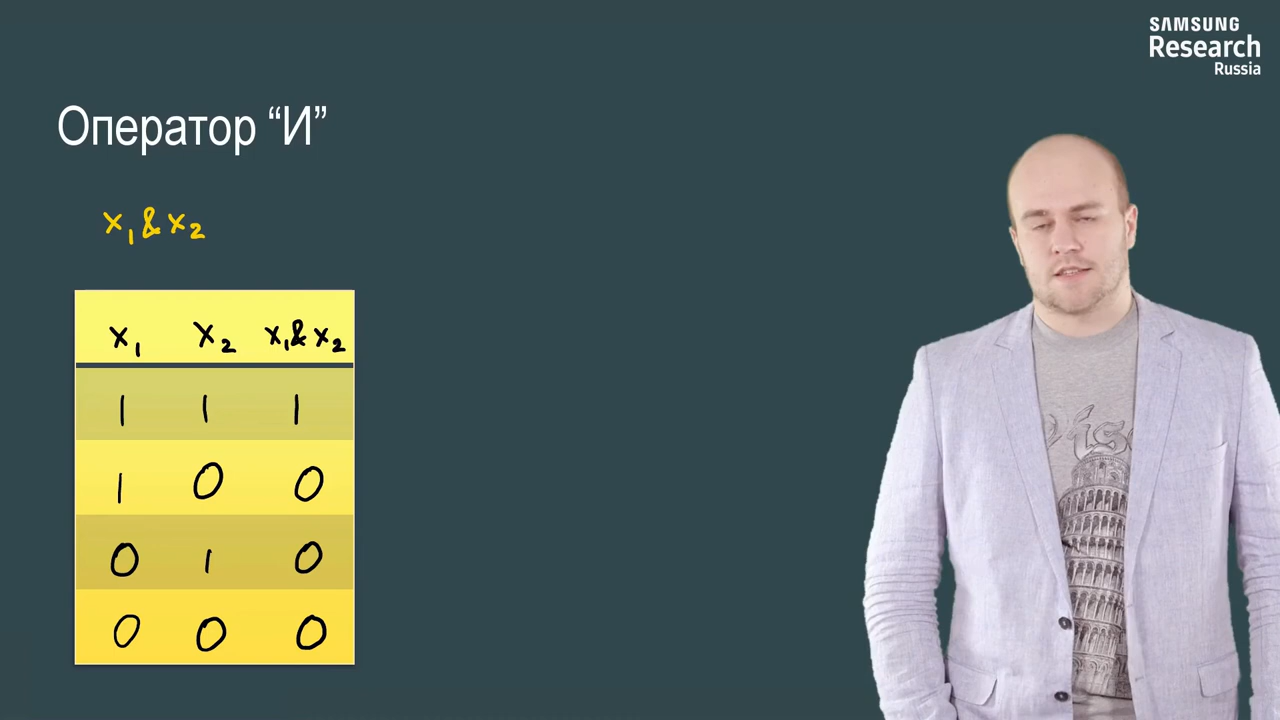 SAMSUNG
Research
Russia
Оператор “И”
x₁ & x₂
x₁ x₂ x₁ & x₂
1 1 1
1 0 0
0 1 0
0 0 0
Pisa